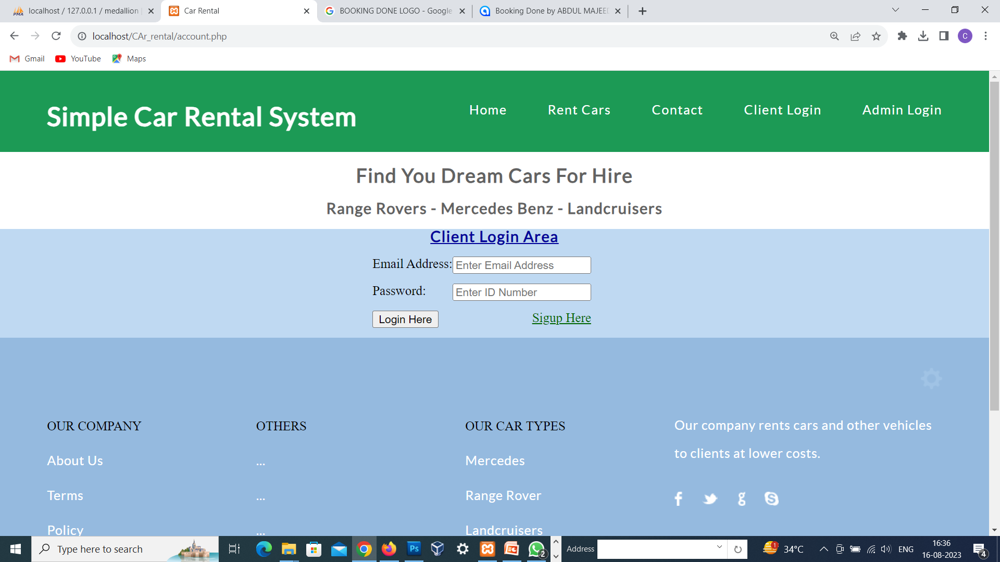 localhost / 127.0.0.1 / medallion
Car Rental
BOOKING DONE LOGO - Google
Booking Done by ABDUL MAJEED
localhost/CAr_rental/account.php
C
Gmail
YouTube
Maps
Simple Car Rental System
Home
Rent Cars
Contact
Client Login
Admin Login
Find You Dream Cars For Hire
Range Rovers - Mercedes Benz - Landcruisers
Client Login Area
Email Address: Enter Email Address
Password: Enter ID Number
Login Here
Sigup Here
OUR COMPANY
About Us
Terms
Policy
OTHERS
...
...
...
OUR CAR TYPES
Mercedes
Range Rover
Landcruisers
Our company rents cars and other vehicles
to clients at lower costs.
Type here to search
Ps
2
Address
1
34°C
ENG
16:36
16-08-2023
4